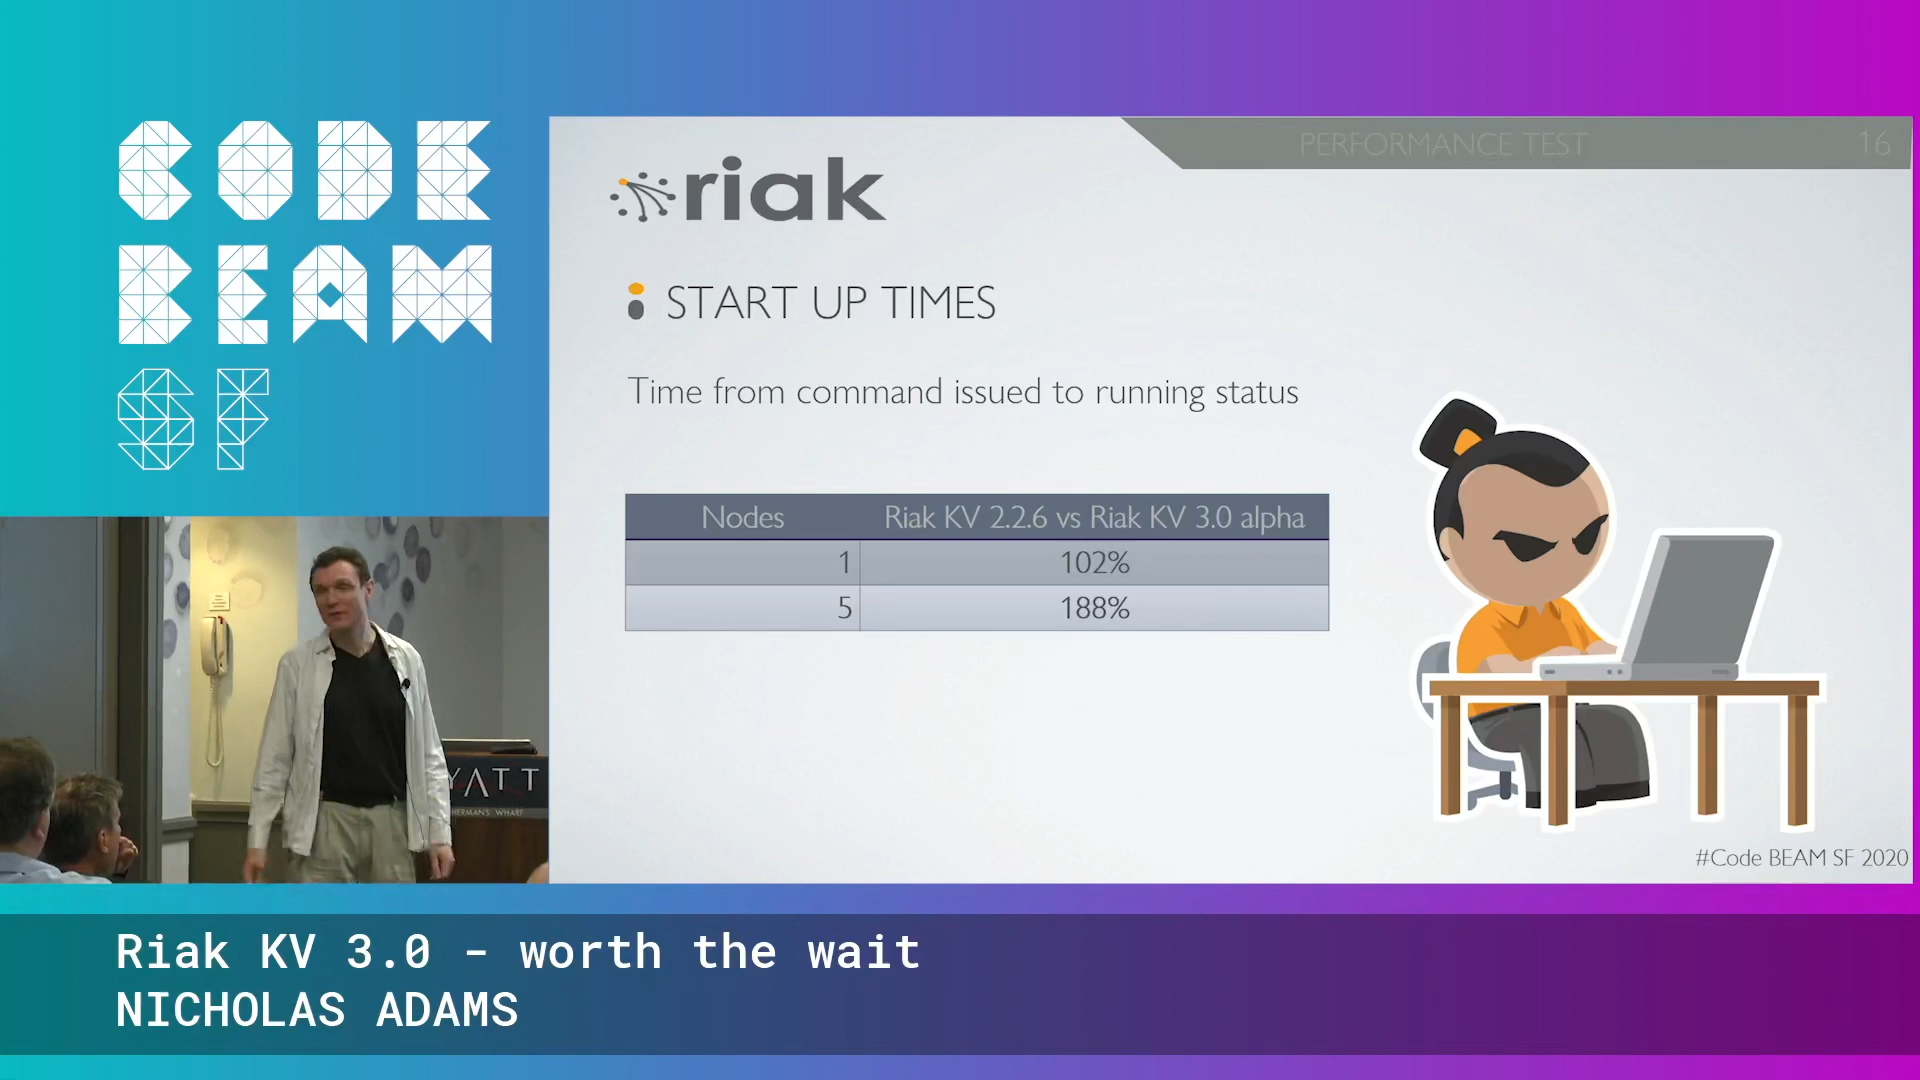 CODE
BEAM
SF
PERFORMANCE TEST 16
riak
START UP TIMES
Time from command issued to running status
Nodes Riak KV 2.2.6 vs Riak KV 3.0 alpha
1 102%
5 188%
#Code BEAM SF 2020
YATT
HERMAN'S WHARF
Riak KV 3.0 - worth the wait
NICHOLAS ADAMS